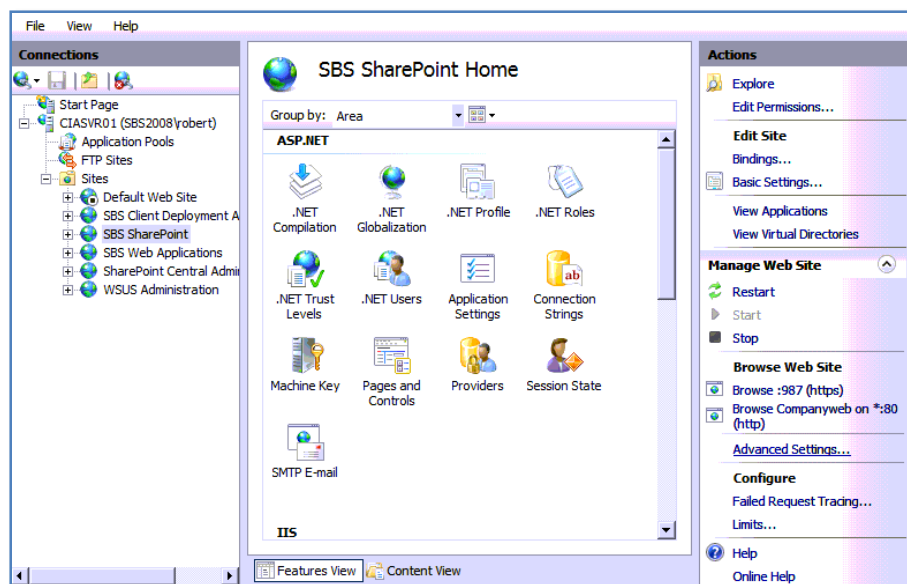 File View Help
Connections
Start Page
CIASVR01 (SBS2008\robert)
Application Pools
FTP Sites
Sites
Default Web Site
SBS Client Deployment A
SBS SharePoint
SBS Web Applications
SharePoint Central Admi
WSUS Administration
SBS SharePoint Home
Group by: Area
ASP.NET
.NET Compilation
.NET Globalization
.NET Profile
.NET Roles
.NET Trust Levels
.NET Users
Application Settings
Connection Strings
ab
Machine Key
Pages and Controls
Providers
Session State
SMTP E-mail
IIS
Features View
Content View
Actions
Explore
Edit Permissions...
Edit Site
Bindings...
Basic Settings...
View Applications
View Virtual Directories
Manage Web Site
Restart
Start
Stop
Browse Web Site
Browse :987 (https)
Browse Companyweb on *:80
(http)
Advanced Settings...
Configure
Failed Request Tracing...
Limits...
Help
Online Help